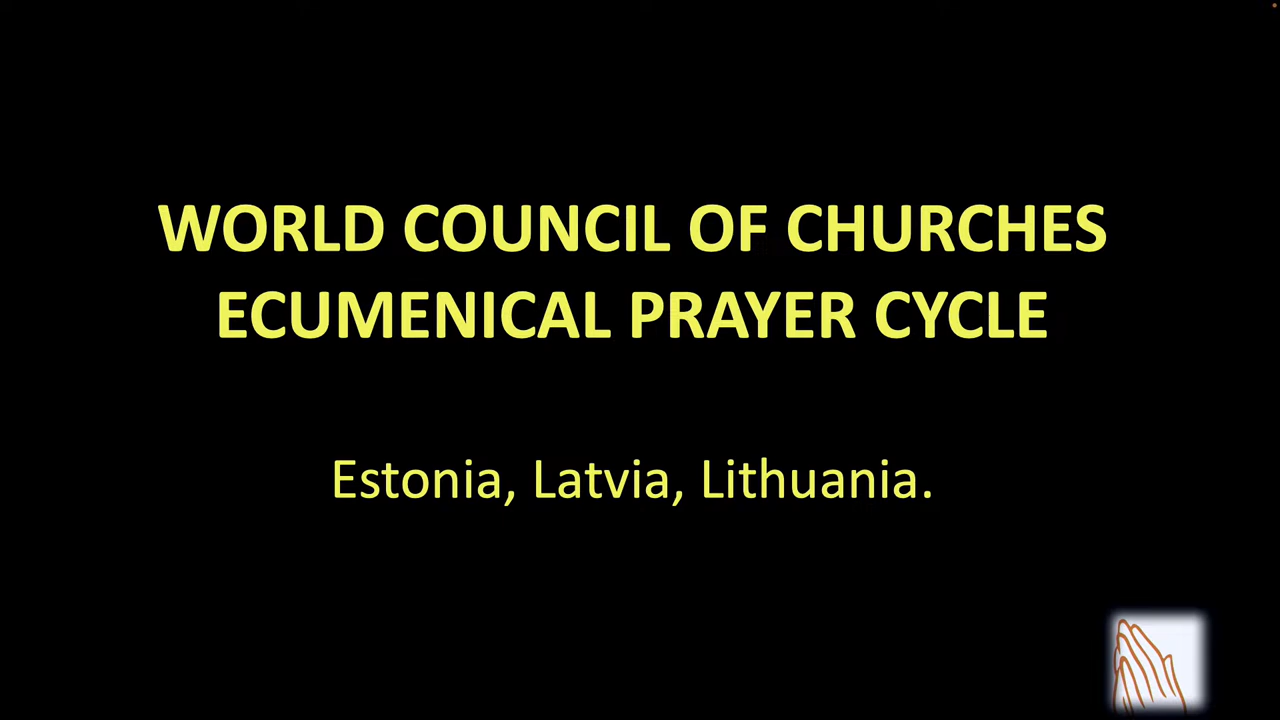 WORLD COUNCIL OF CHURCHES
ECUMENICAL PRAYER CYCLE
Estonia, Latvia, Lithuania.